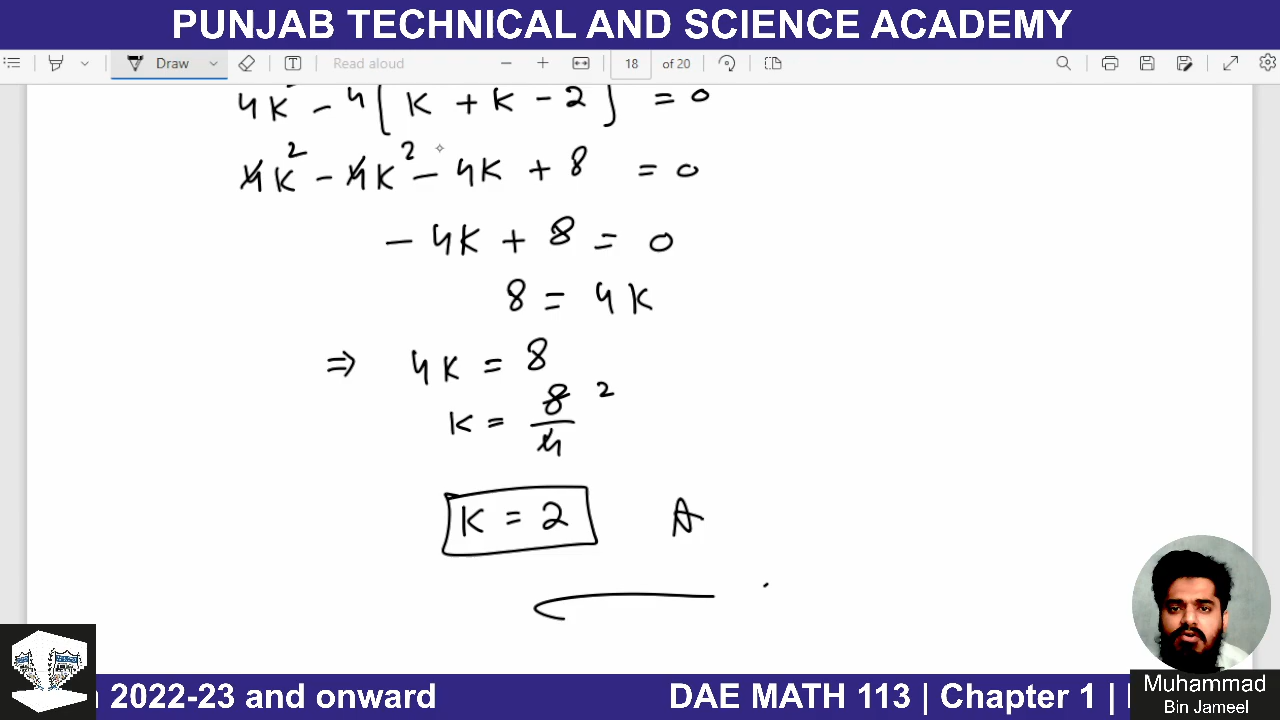 PUNJAB TECHNICAL AND SCIENCE ACADEMY
Draw Read aloud 18 of 20
4K² - 4[K + K - 2] = 0
4K² - 4K² - 4K + 8 = 0
- 4K + 8 = 0
8 = 4K
⇒ 4K = 8
K = 8/4 2
K = 2 A
Muhammad
Bin Jameel
2022-23 and onward DAE MATH 113 | Chapter 1 |